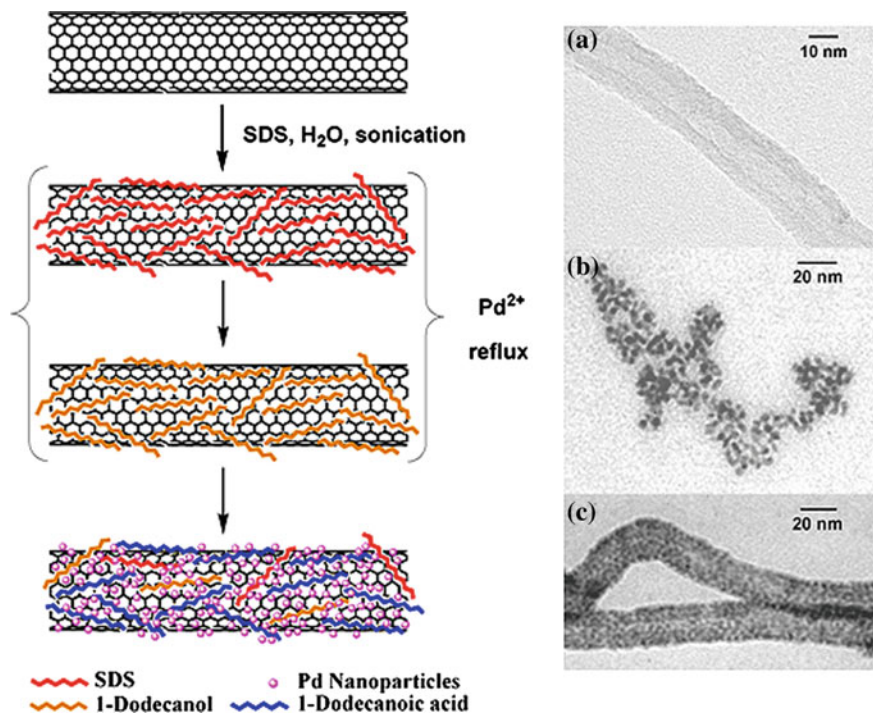 SDS, H₂O, sonication
Pd²⁺
reflux
SDS
Pd Nanoparticles
1-Dodecanol
1-Dodecanoic acid
(a)
10 nm
(b)
20 nm
(c)
20 nm